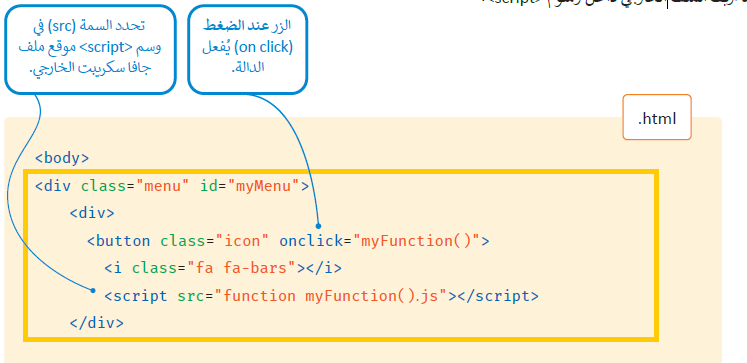 <script>
تحدد السمة (src) في
وسم <script> موقع ملف
جافا سكريبت الخارجي.
الزر عند الضغط
(on click) يُفعل
الدالة.
.html
<body>
<div class="menu" id="myMenu">
<div>
<button class="icon" onclick="myFunction()">
<i class="fa fa-bars"></i>
<script src="function myFunction().js"></script>
</div>